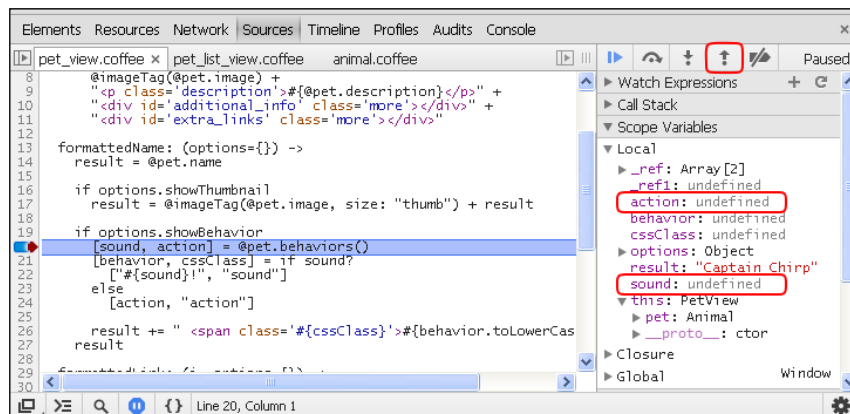 Elements Resources Network Sources Timeline Profiles Audits Console ×
pet_view.coffee × pet_list_view.coffee animal.coffee
8 @imageTag(@pet.image) +
9 "<p class='description'>#{@pet.description}</p>" +
10 "<div id='additional_info' class='more'></div>" +
11 "<div id='extra_links' class='more'></div>"
12
13 formattedName: (options={}) ->
14 result = @pet.name
15
16 if options.showThumbnail
17 result = @imageTag(@pet.image, size: "thumb") + result
18
19 if options.showBehavior
[sound, action] = @pet.behaviors()
21 [behavior, cssClass] = if sound?
22 ["#{sound}!", "sound"]
23 else
24 [action, "action"]
25
26 result += " <span class='#{cssClass}'>#{behavior.toLowerCas
27 result
28
29
30
Paused
Watch Expressions + 
Call Stack
Scope Variables
Local
_ref: Array[2]
_ref1: undefined
action: undefined
behavior: undefined
cssClass: undefined
options: Object
result: "Captain Chirp"
sound: undefined
this: PetView
pet: Animal
__proto__: ctor
Closure
Global Window
{} Line 20, Column 1